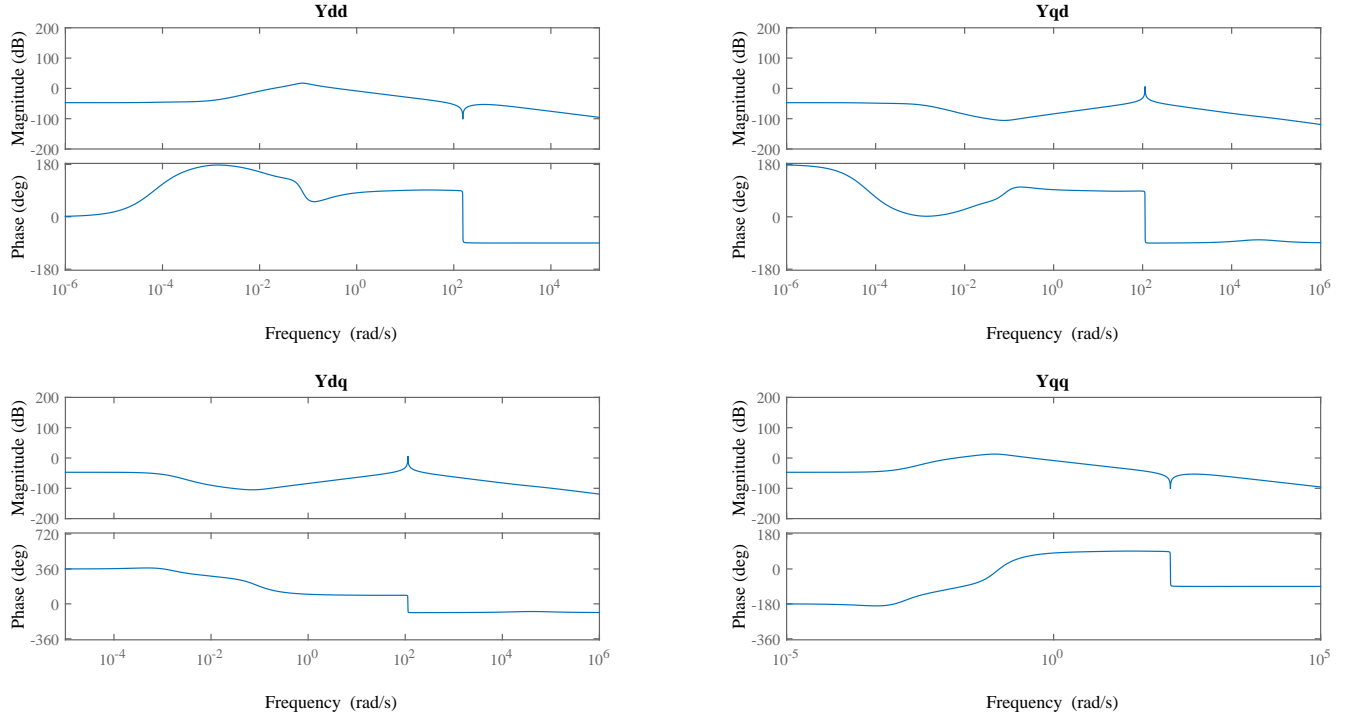 Ydd
Magnitude (dB)
200
100
0
-100
-200
Phase (deg)
180
0
-180
10^-6 10^-4 10^-2 10^0 10^2 10^4
Frequency (rad/s)
Yqd
Magnitude (dB)
200
100
0
-100
-200
Phase (deg)
180
0
-180
10^-6 10^-4 10^-2 10^0 10^2 10^4 10^6
Frequency (rad/s)
Ydq
Magnitude (dB)
200
100
0
-100
-200
Phase (deg)
720
360
0
-360
10^-4 10^-2 10^0 10^2 10^4 10^6
Frequency (rad/s)
Yqq
Magnitude (dB)
200
100
0
-100
-200
Phase (deg)
180
0
-180
-360
10^-5 10^0 10^5
Frequency (rad/s)